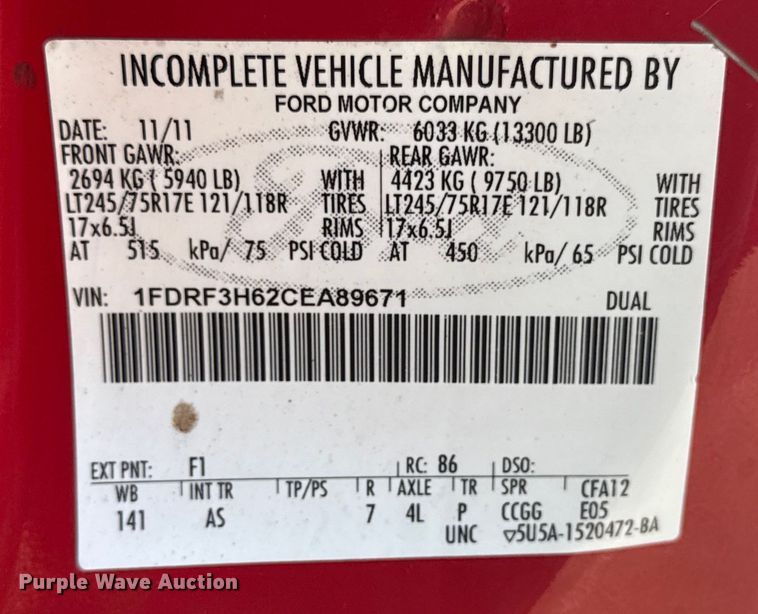 INCOMPLETE VEHICLE MANUFACTURED BY
FORD MOTOR COMPANY
DATE: 11/11 GVWR: 6033 KG (13300 LB)
FRONT GAWR: REAR GAWR:
2694 KG ( 5940 LB) WITH 4423 KG ( 9750 LB) WITH
LT245/75R17E 121/118R TIRES LT245/75R17E 121/118R TIRES
17x6.5J RIMS 17x6.5J RIMS
AT 515 kPa/ 75 PSI COLD AT 450 kPa/ 65 PSI COLD
VIN: 1FDRF3H62CEA89671 DUAL
EXT PNT: F1 RC: 86 DSO:
WB INT TR TP/PS R AXLE TR SPR CFA12
141 AS 7 4L P CCGG E05
UNC ▽5U5A-1520472-BA
Purple Wave Auction